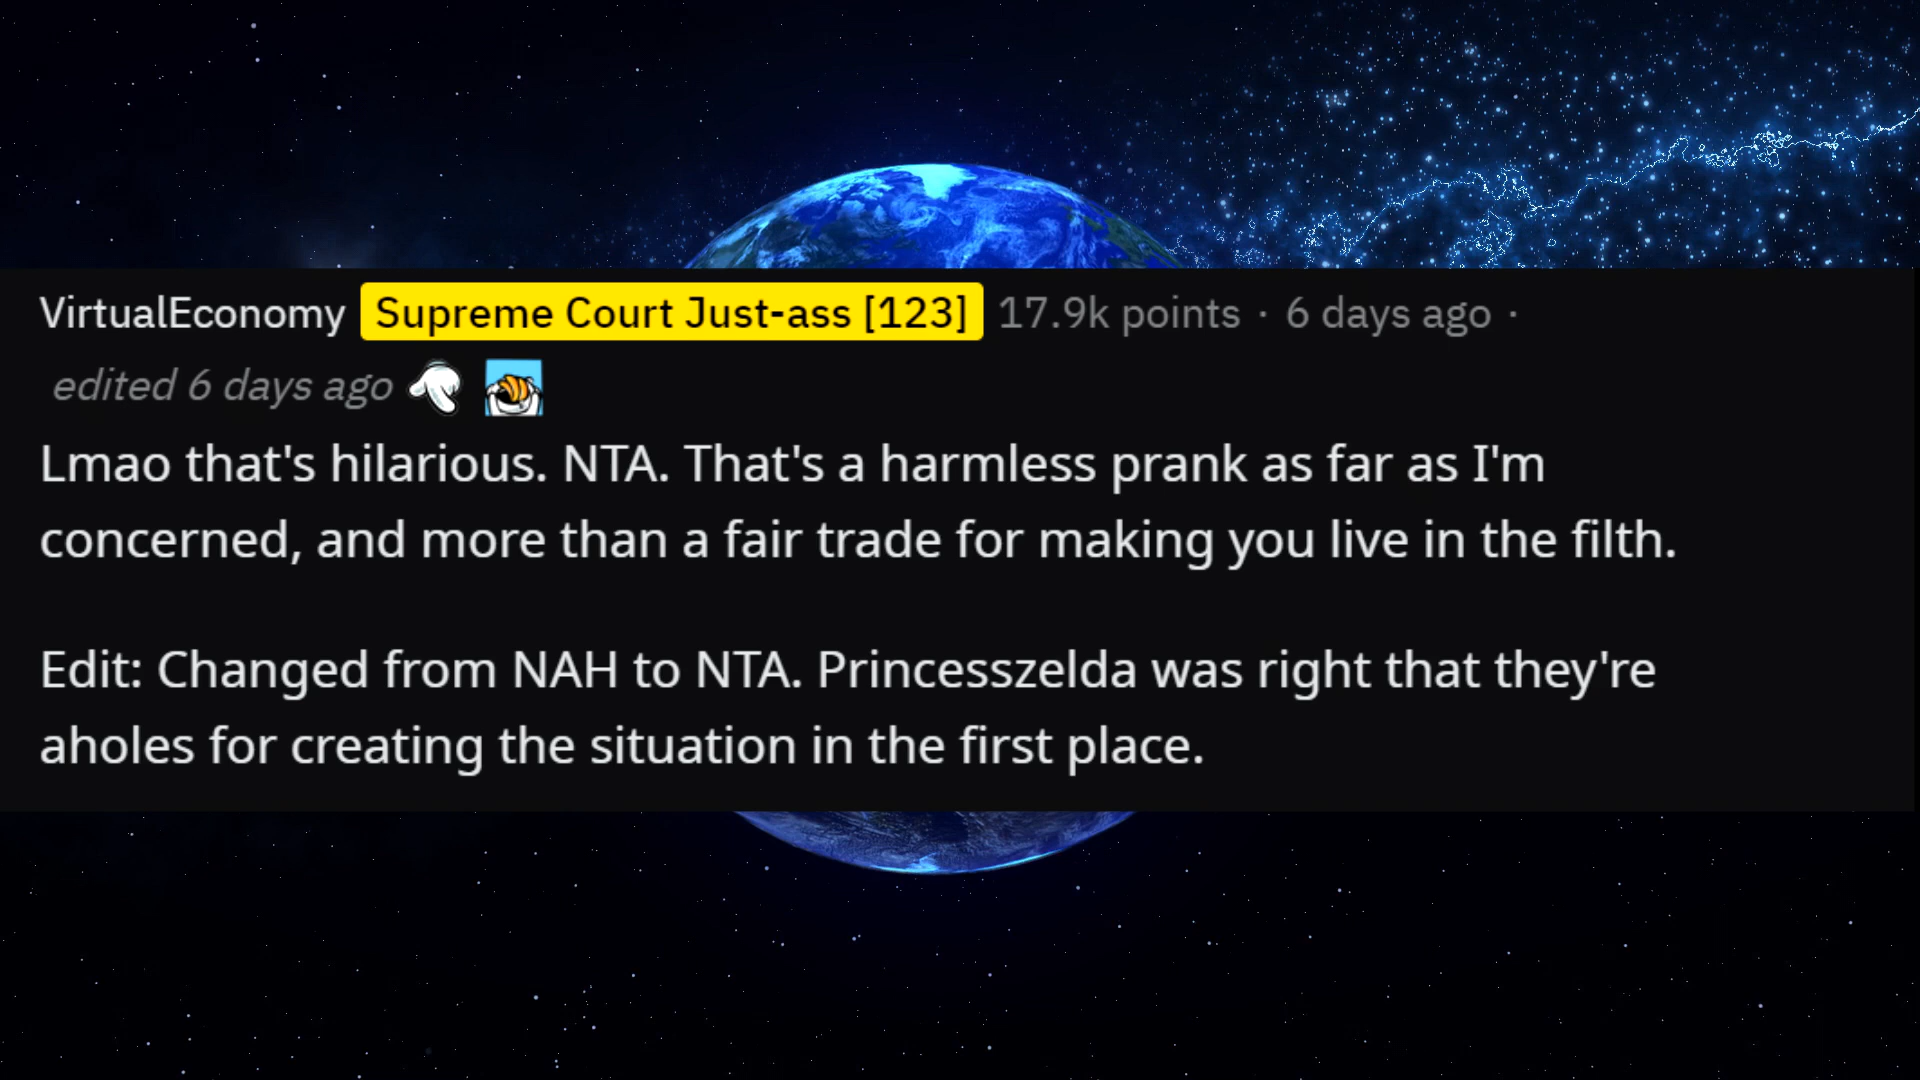 VirtualEconomy Supreme Court Just-ass [123] 17.9k points · 6 days ago ·
edited 6 days ago
Lmao that's hilarious. NTA. That's a harmless prank as far as I'm
concerned, and more than a fair trade for making you live in the filth.
Edit: Changed from NAH to NTA. Princesszelda was right that they're
aholes for creating the situation in the first place.